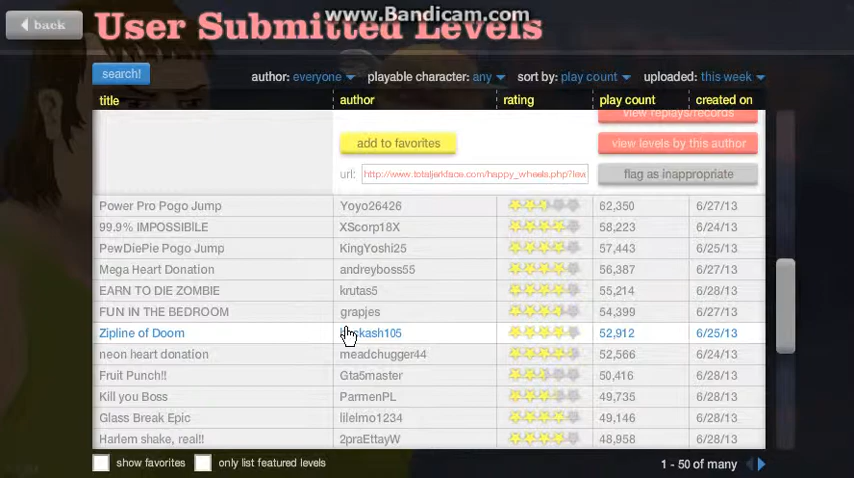 www.Bandicam.com
back
User Submitted Levels
search!
author: everyone playable character: any sort by: play count uploaded: this week
title author rating play count created on
view replays/records
add to favorites view levels by this author
url: http://www.totaljerkface.com/happy_wheels.php?lev flag as inappropriate
Power Pro Pogo Jump Yoyo26426 62,350 6/27/13
99.9% IMPOSSIBlLE XScorp18X 58,223 6/24/13
PewDiePie Pogo Jump KingYoshi25 57,443 6/25/13
Mega Heart Donation andreyboss55 56,387 6/27/13
EARN TO DIE ZOMBIE krutas5 55,214 6/28/13
FUN IN THE BEDROOM grapjes 54,399 6/27/13
Zipline of Doom 52,912 6/25/13
neon heart donation meadchugger44 52,566 6/24/13
Fruit Punch!! Gta5master 50,416 6/28/13
Kill you Boss ParmenPL 49,735 6/28/13
Glass Break Epic lilelmo1234 49,146 6/28/13
Harlem shake, real!! 2praEttayW 48,958 6/28/13
show favorites only list featured levels 1 - 50 of many